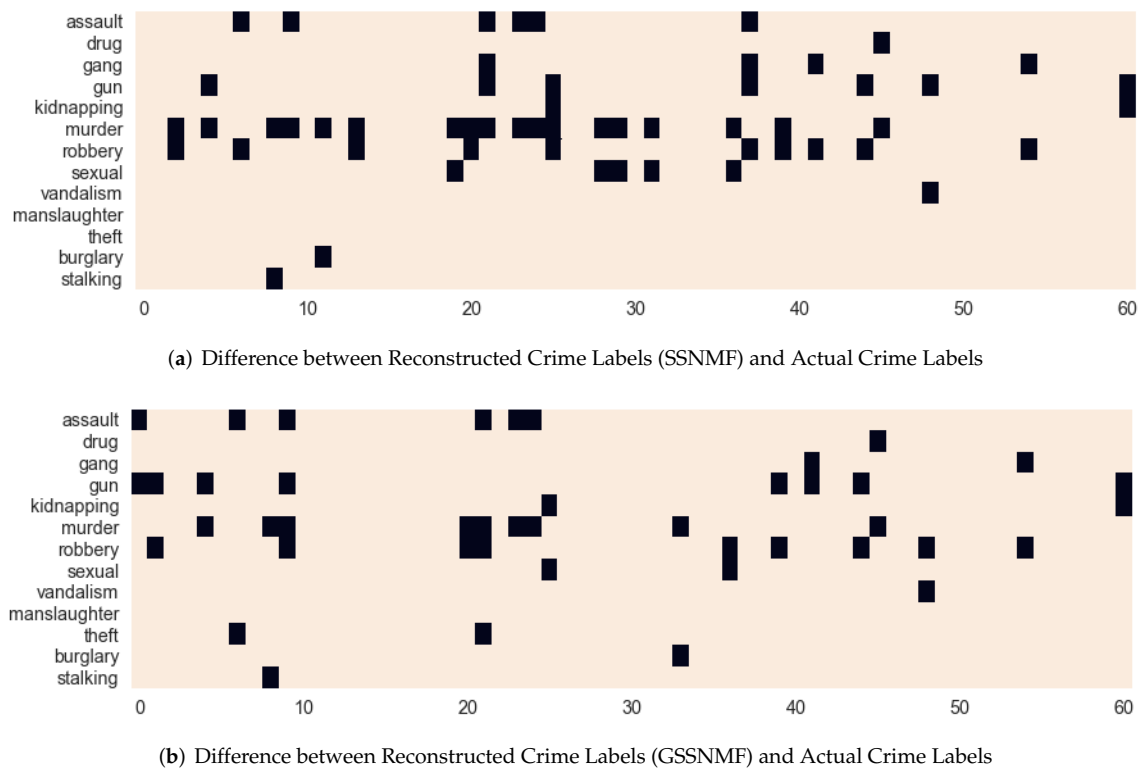 assault
drug
gang
gun
kidnapping
murder
robbery
sexual
vandalism
manslaughter
theft
burglary
stalking
0 10 20 30 40 50 60
(a) Difference between Reconstructed Crime Labels (SSNMF) and Actual Crime Labels
assault
drug
gang
gun
kidnapping
murder
robbery
sexual
vandalism
manslaughter
theft
burglary
stalking
0 10 20 30 40 50 60
(b) Difference between Reconstructed Crime Labels (GSSNMF) and Actual Crime Labels